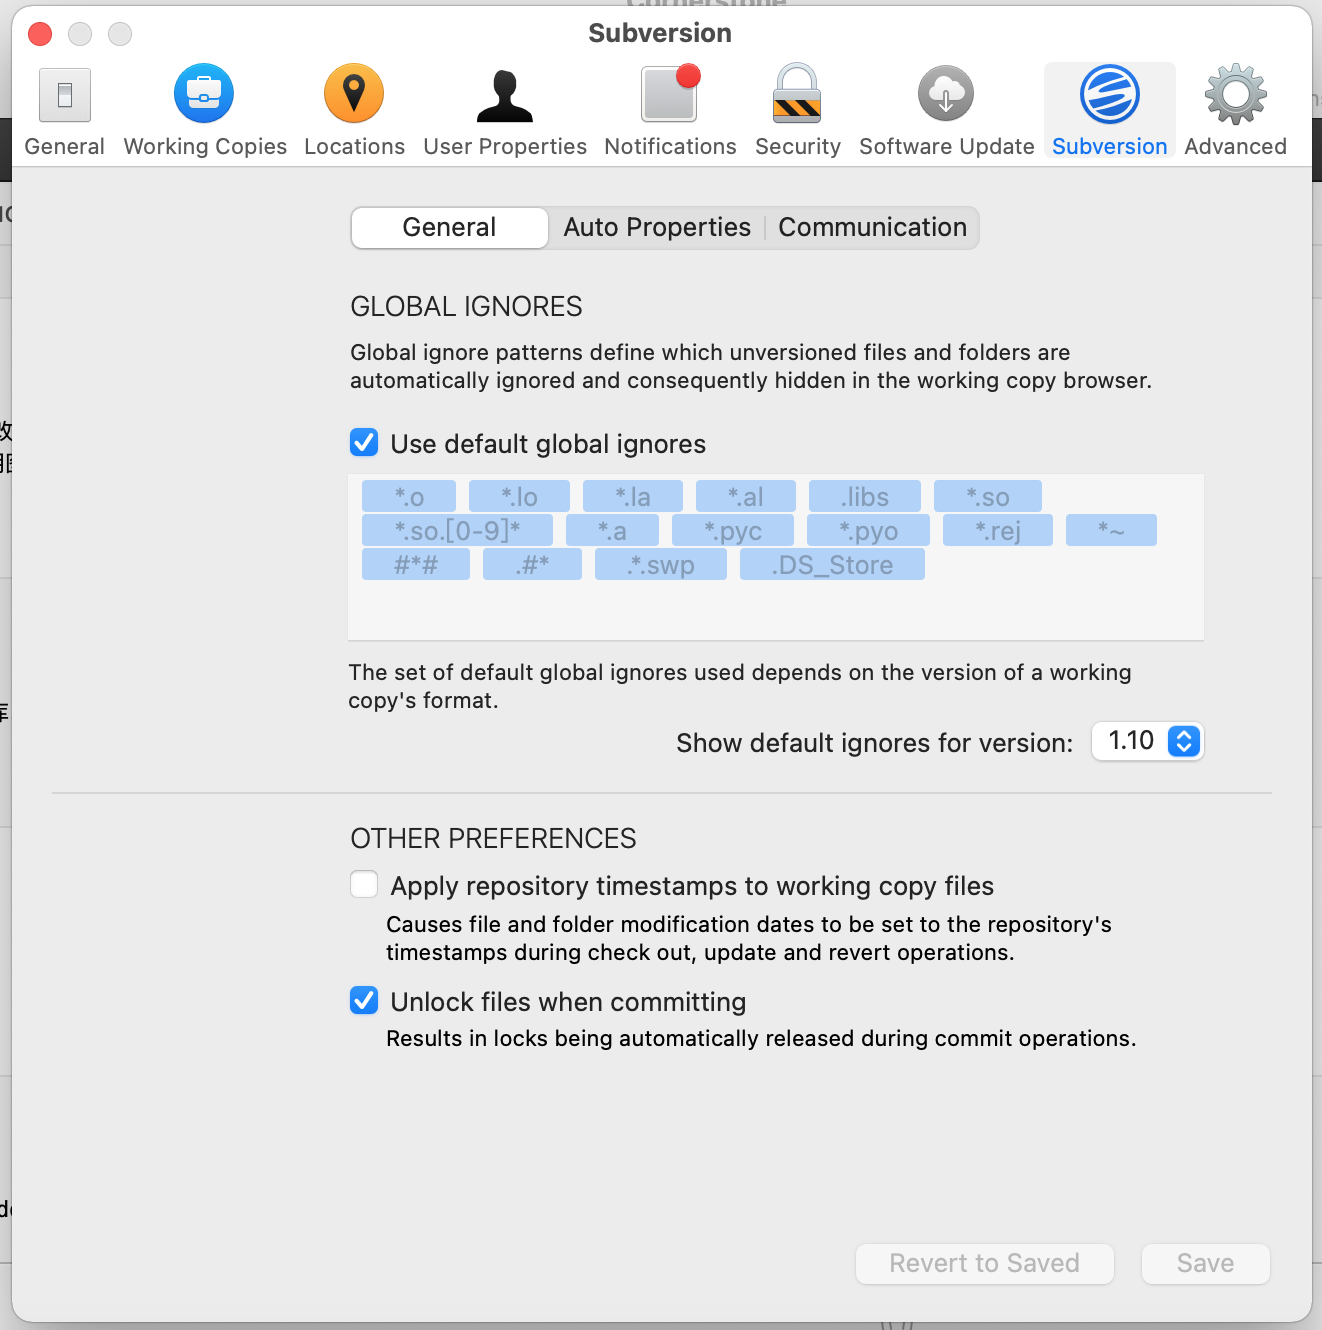 Cornerstone
Subversion
General
Working Copies
Locations
User Properties
Notifications
Security
Software Update
Subversion
Advanced
General
Auto Properties
Communication
GLOBAL IGNORES
Global ignore patterns define which unversioned files and folders are
automatically ignored and consequently hidden in the working copy browser.
Use default global ignores
*.o *.lo *.la *.al .libs *.so
*.so.[0-9]* *.a *.pyc *.pyo *.rej *~
#*# .#* .*.swp .DS_Store
The set of default global ignores used depends on the version of a working
copy's format.
Show default ignores for version: 1.10
OTHER PREFERENCES
Apply repository timestamps to working copy files
Causes file and folder modification dates to be set to the repository's
timestamps during check out, update and revert operations.
Unlock files when committing
Results in locks being automatically released during commit operations.
Revert to Saved
Save